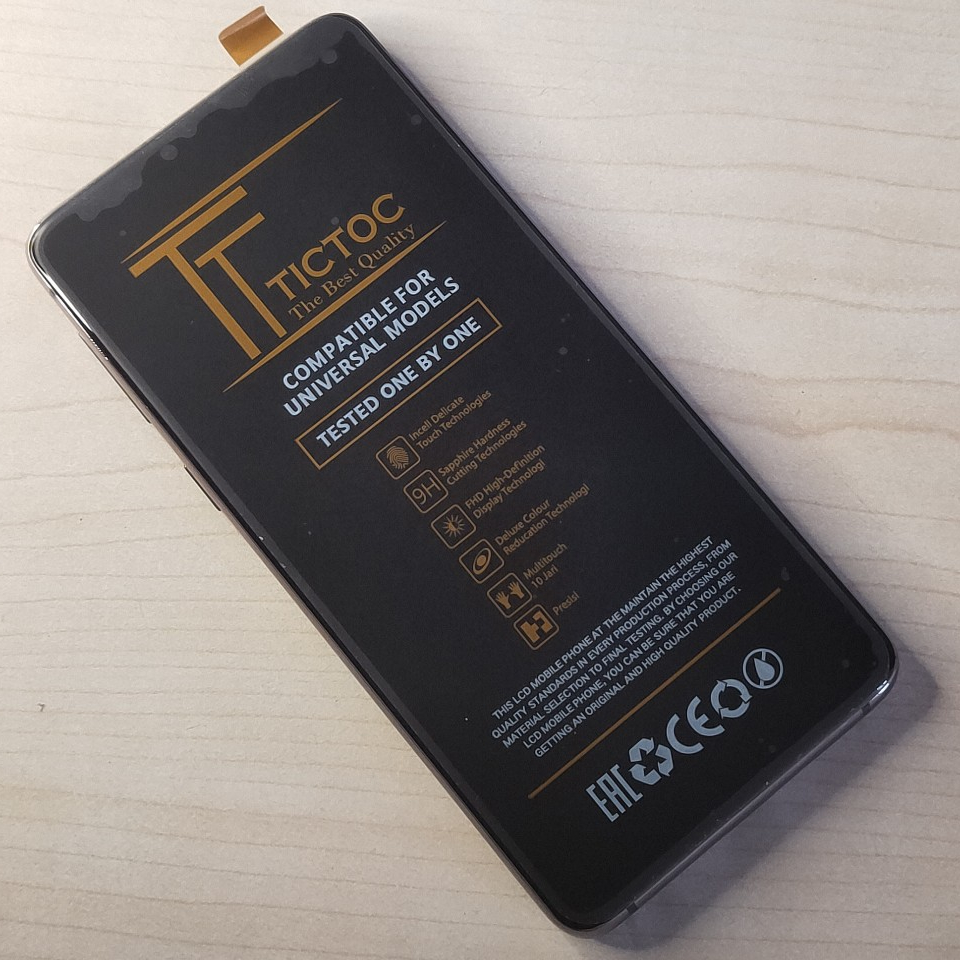 TT
TICTOC
The Best Quality
COMPATIBLE FOR
UNIVERSAL MODELS
TESTED ONE BY ONE
Incell Delicate
Touch Technologies
9H
Sapphire Hardness
Cutting Technologies
FHD High-Definition
Display Technologi
Deluxe Colour
Reducation Technologi
Multitouch
10 Jari
Presisi
THIS LCD MOBILE PHONE AT THE MAINTAIN THE HIGHEST
QUALITY STANDARDS IN EVERY PRODUCTION PROCESS, FROM
MATERIAL SELECTION TO FINAL TESTING. BY CHOOSING OUR
LCD MOBILE PHONE, YOU CAN BE SURE THAT YOU ARE
GETTING AN ORIGINAL AND HIGH QUALITY PRODUCT.
EAC CE